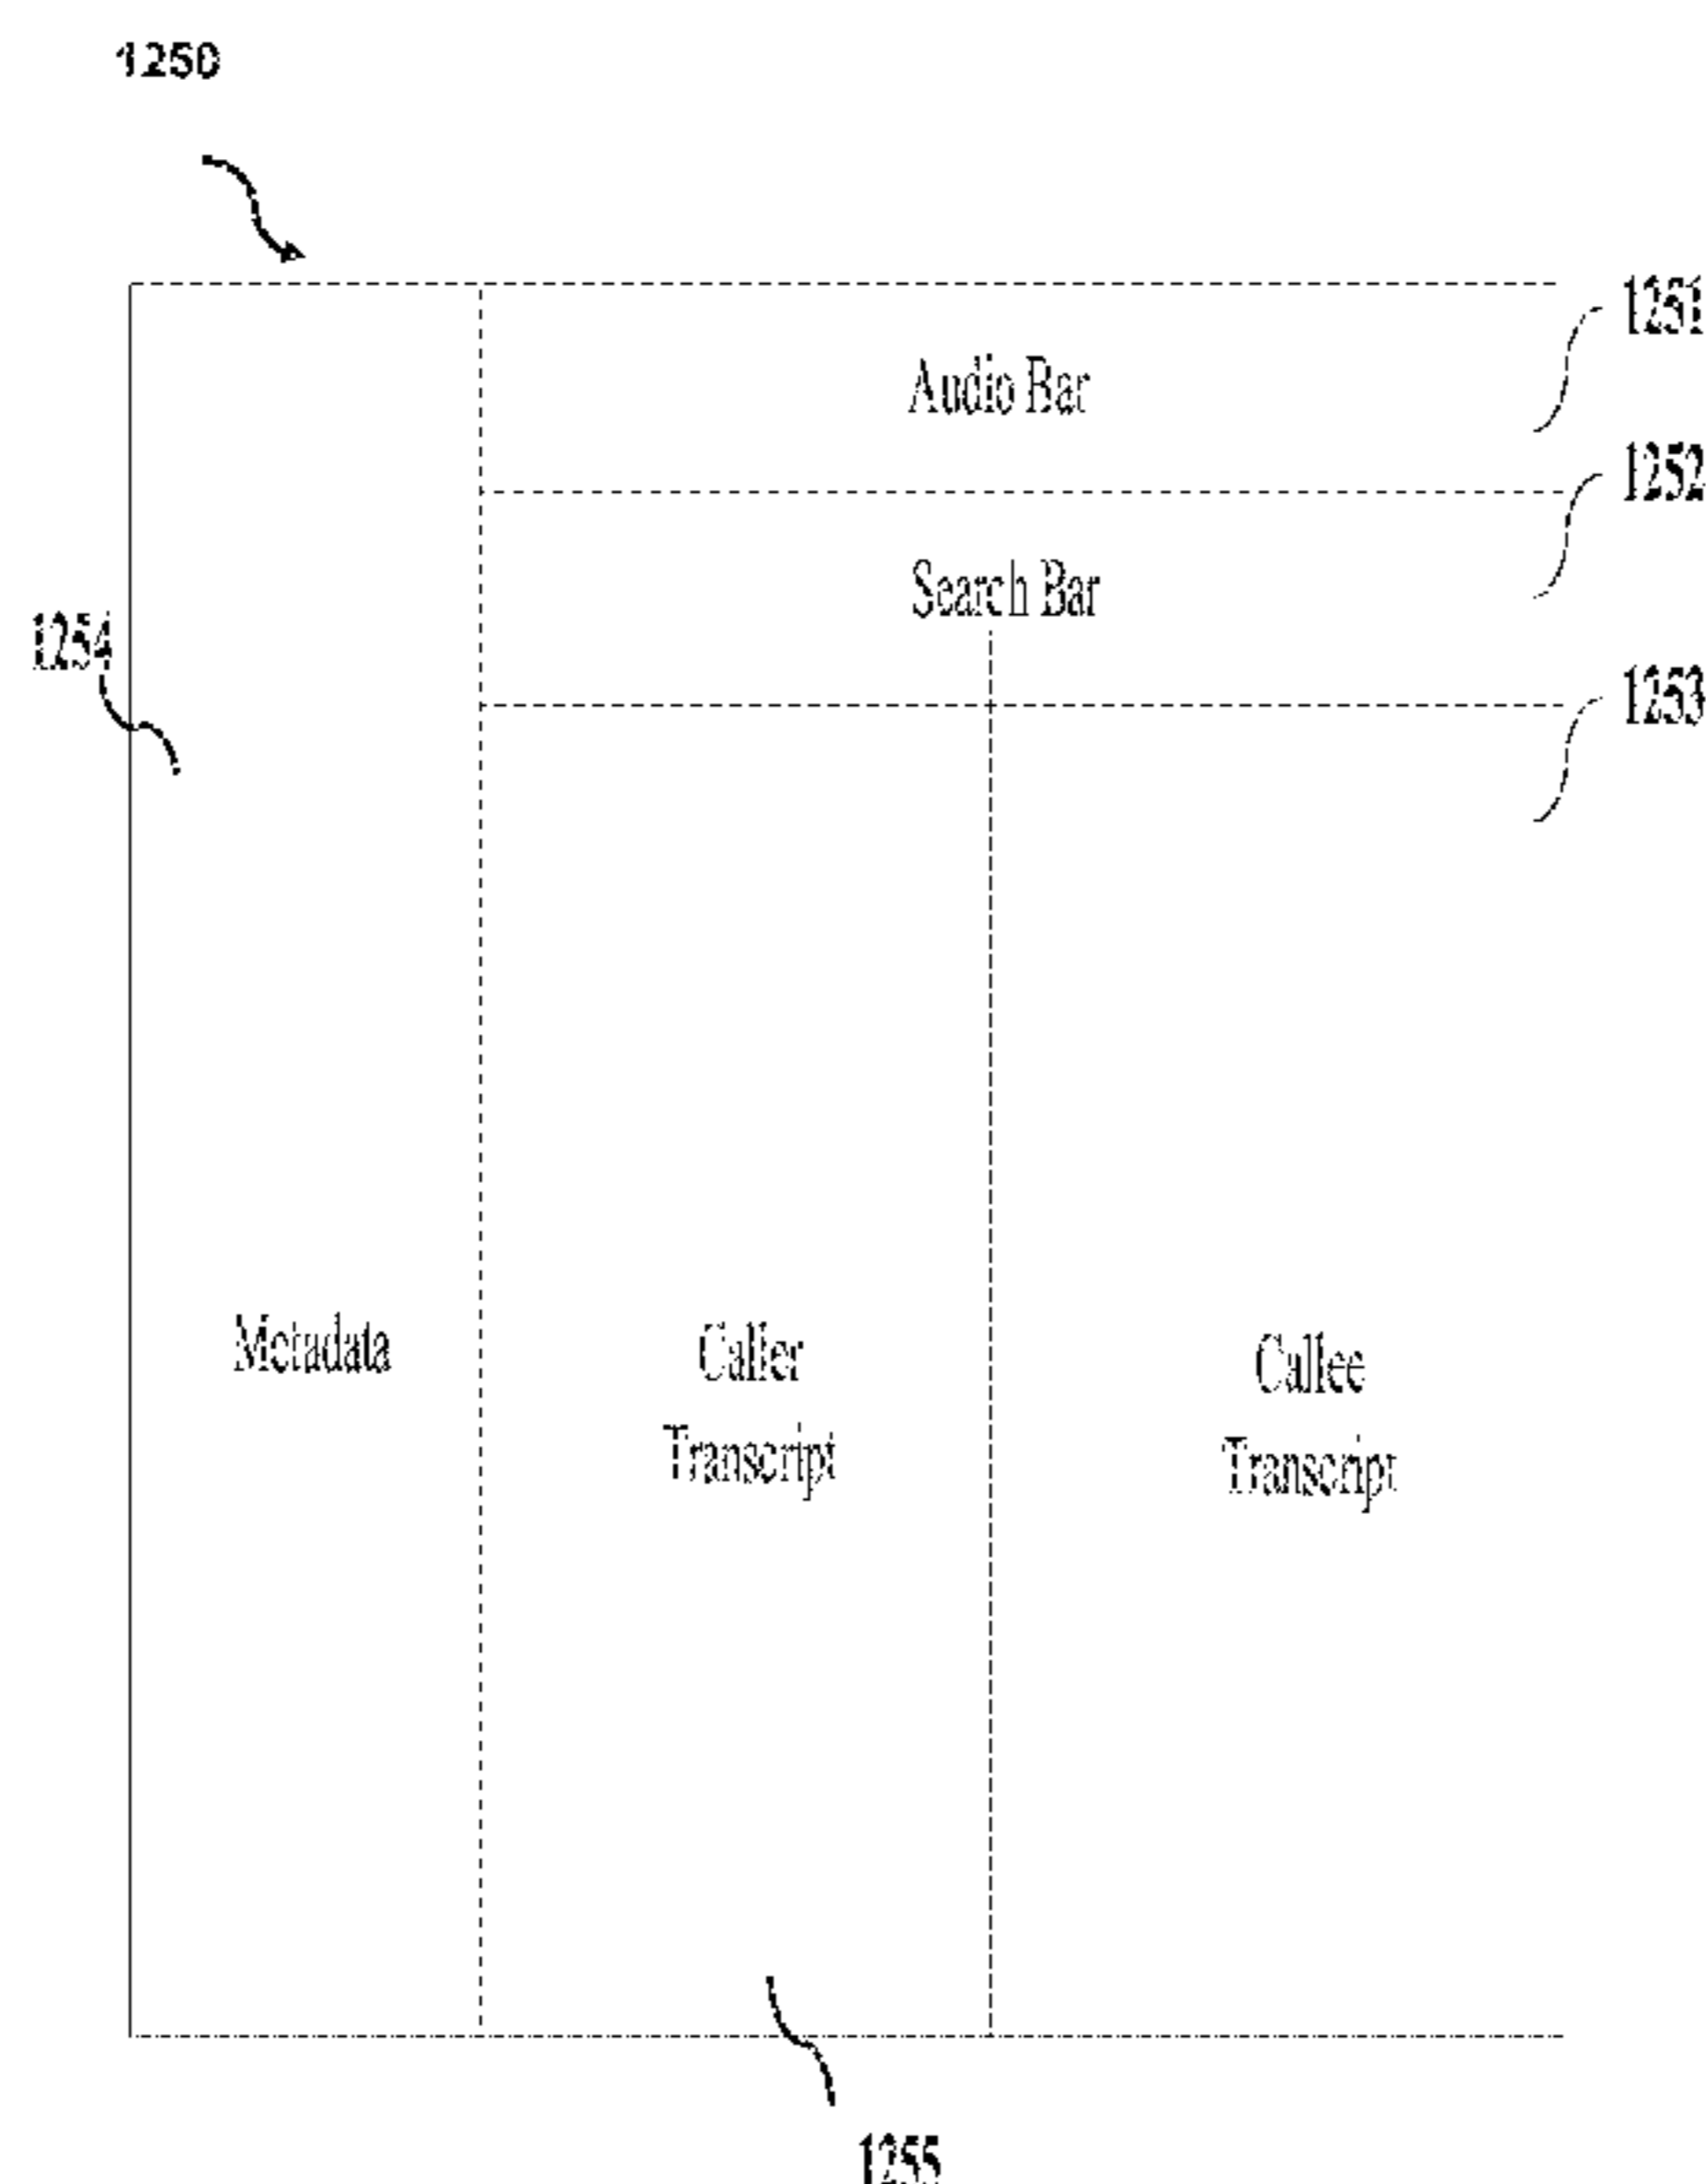 1250
1251
Audio Bar
1252
Search Bar
1254
1253
Metadata
Caller
Transcript
Callee
Transcript
1255